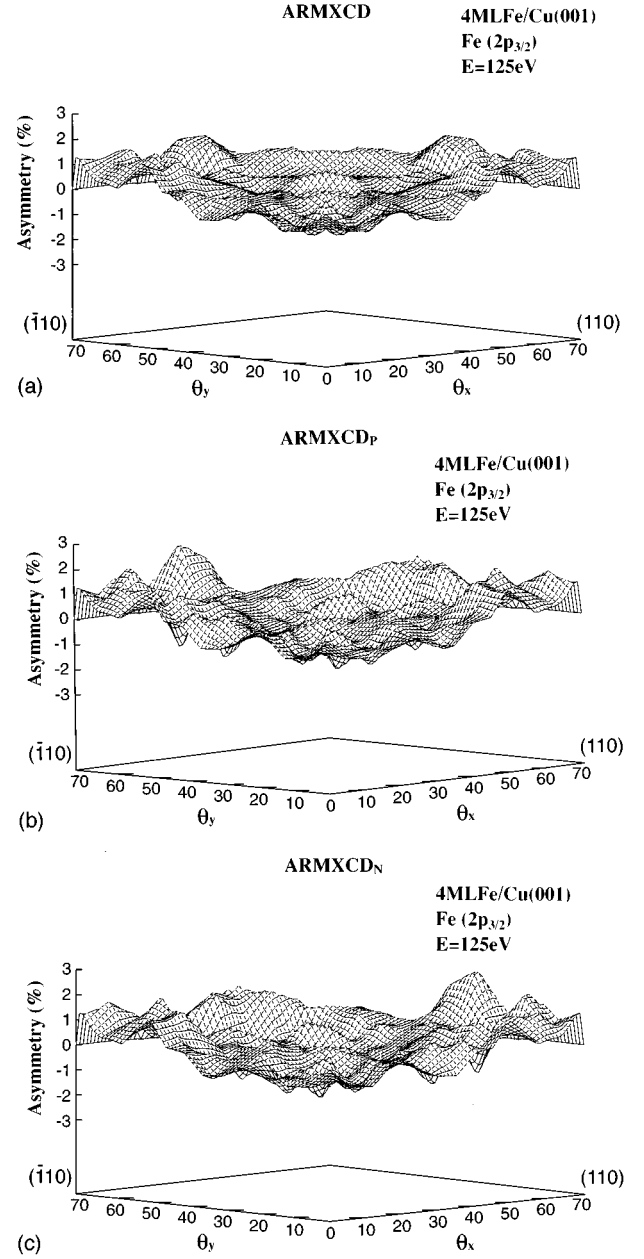 ARMXCD
4MLFe/Cu(001)
Fe (2p3/2)
E=125eV
3
2
1
0
-1
-2
-3
Asymmetry (%)
(1̄10)
(110)
70 60 50 40 30 20 10 0 10 20 30 40 50 60 70
θy
θx
(a)
ARMXCDP
4MLFe/Cu(001)
Fe (2p3/2)
E=125eV
3
2
1
0
-1
-2
-3
Asymmetry (%)
(1̄10)
(110)
70 60 50 40 30 20 10 0 10 20 30 40 50 60 70
θy
θx
(b)
ARMXCDN
4MLFe/Cu(001)
Fe (2p3/2)
E=125eV
3
2
1
0
-1
-2
-3
Asymmetry (%)
(1̄10)
(110)
70 60 50 40 30 20 10 0 10 20 30 40 50 60 70
θy
θx
(c)